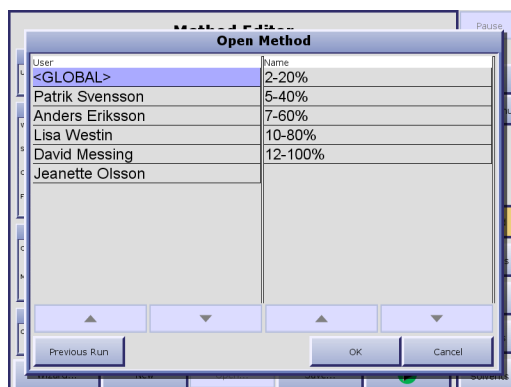 Method Editor
Pause
Open Method
User
Name
<GLOBAL>
2-20%
Patrik Svensson
5-40%
Anders Eriksson
7-60%
Lisa Westin
10-80%
David Messing
12-100%
Jeanette Olsson
Previous Run
OK
Cancel
Solvents